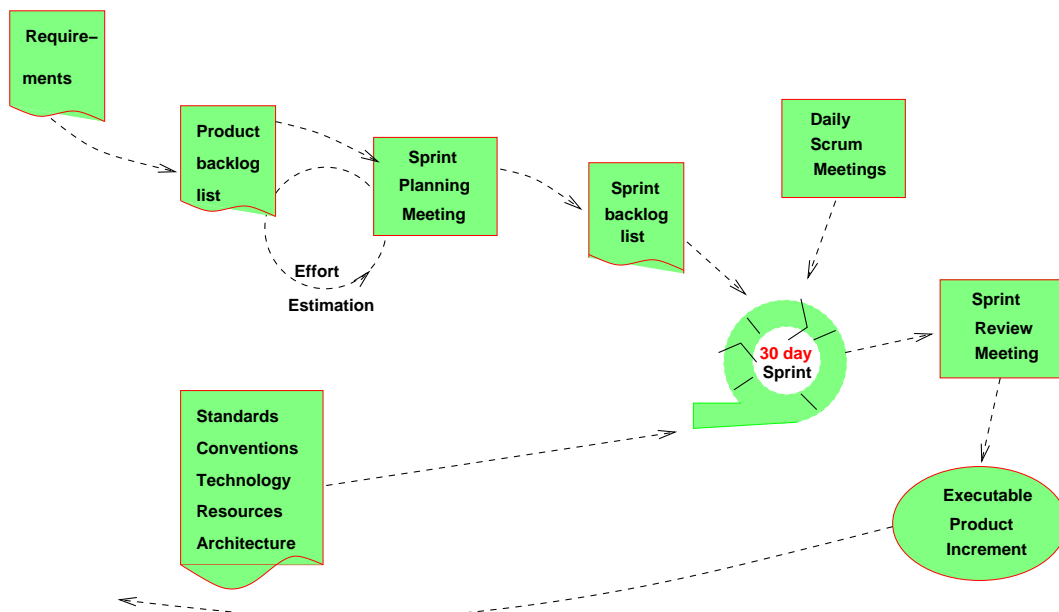 Require–
ments
Product
backlog
list
Sprint
Planning
Meeting
Effort
Estimation
Sprint
backlog
list
Daily
Scrum
Meetings
30 day
Sprint
Sprint
Review
Meeting
Standards
Conventions
Technology
Resources
Architecture
Executable
Product
Increment